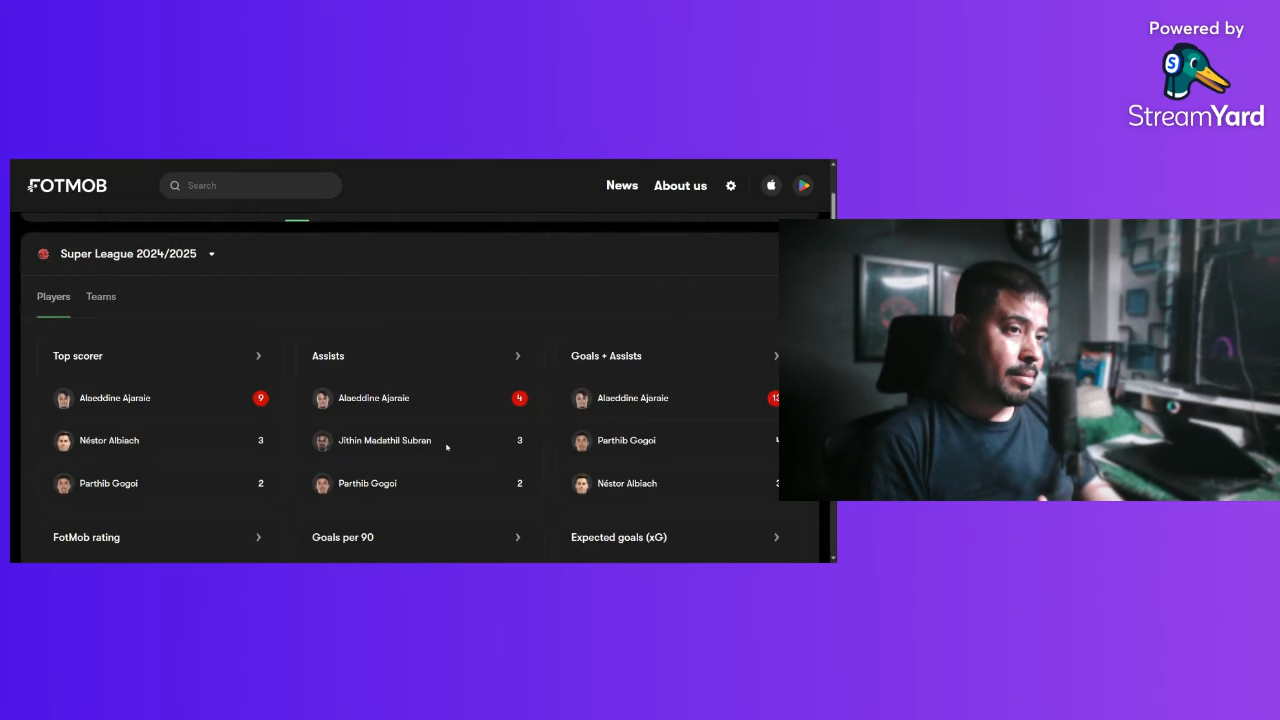 Powered by
StreamYard
FOTMOB
Search
News
About us
Super League 2024/2025
Players
Teams
Top scorer
Alaeddine Ajaraie 9
Néstor Albiach 3
Parthib Gogoi 2
Assists
Alaeddine Ajaraie 4
Jithin Madathil Subran 3
Parthib Gogoi 2
Goals + Assists
Alaeddine Ajaraie
Parthib Gogoi
Néstor Albiach
FotMob rating
Goals per 90
Expected goals (xG)